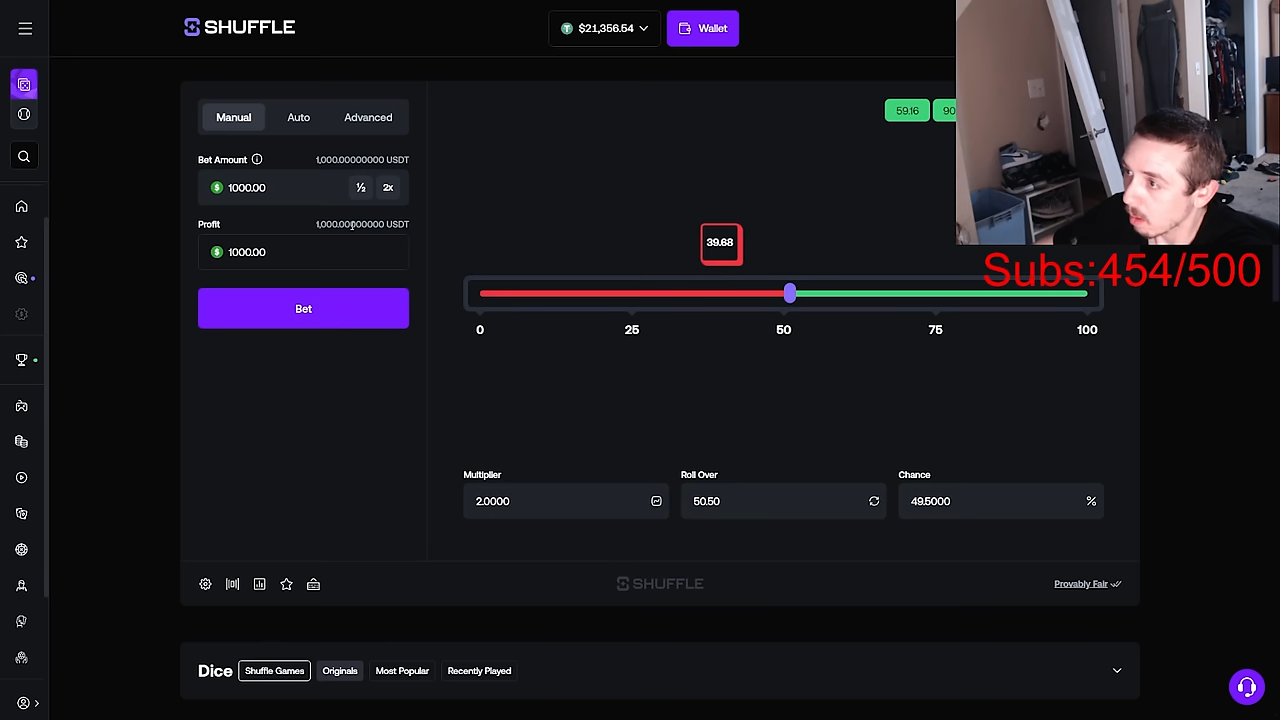 SHUFFLE
$21,356.54
Wallet
Manual
Auto
Advanced
59.16
90
Bet Amount
1,000.00000000 USDT
1000.00
½
2x
Profit
1,000.00000000 USDT
1000.00
Bet
39.68
Subs:454/500
0
25
50
75
100
Multiplier
Roll Over
Chance
2.0000
50.50
49.5000
%
SHUFFLE
Provably Fair
Dice
Shuffle Games
Originals
Most Popular
Recently Played